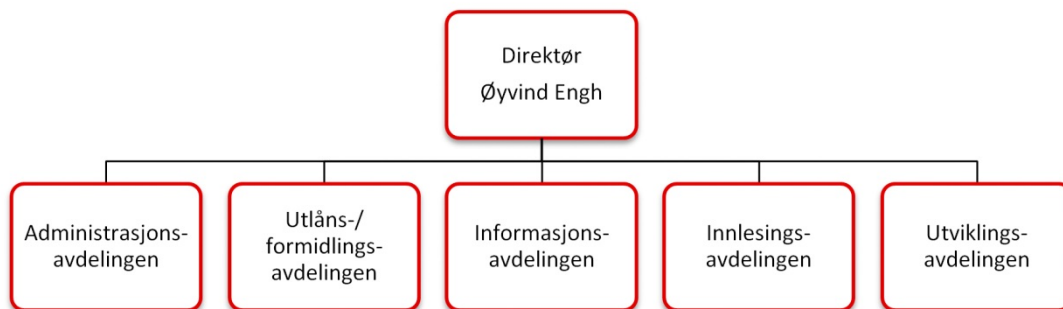 Direktør
Øyvind Engh
Administrasjons-
avdelingen
Utlåns-/
formidlings-
avdelingen
Informasjons-
avdelingen
Innlesings-
avdelingen
Utviklings-
avdelingen